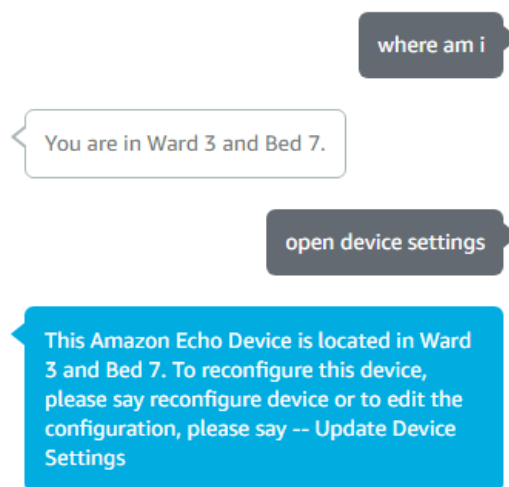 where am i
You are in Ward 3 and Bed 7.
open device settings
This Amazon Echo Device is located in Ward
3 and Bed 7. To reconfigure this device,
please say reconfigure device or to edit the
configuration, please say -- Update Device
Settings